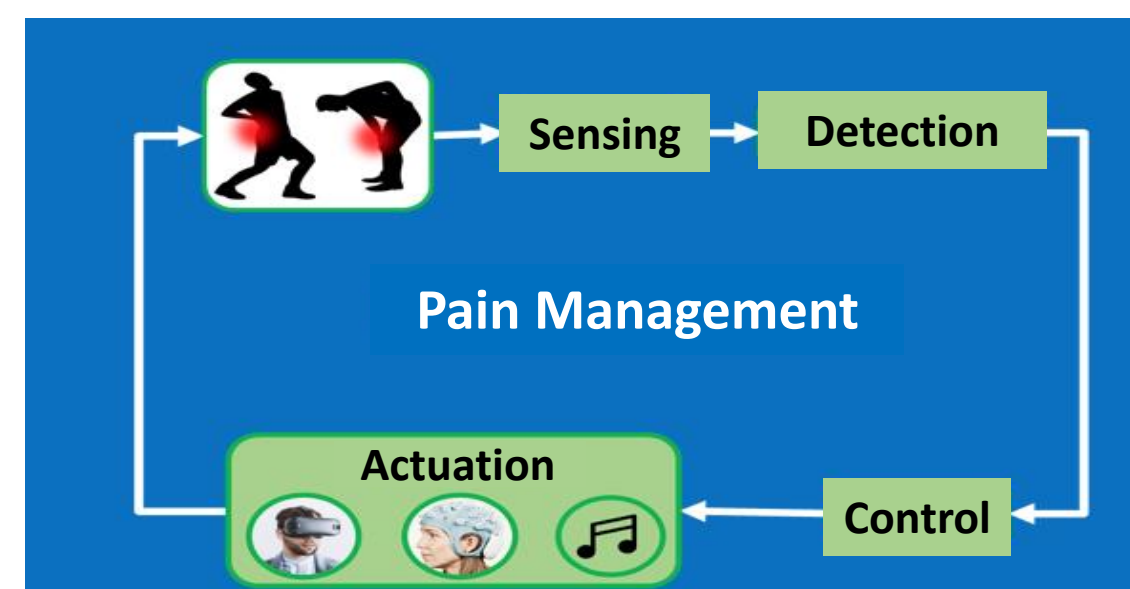 Sensing
Detection
Pain Management
Actuation
Control